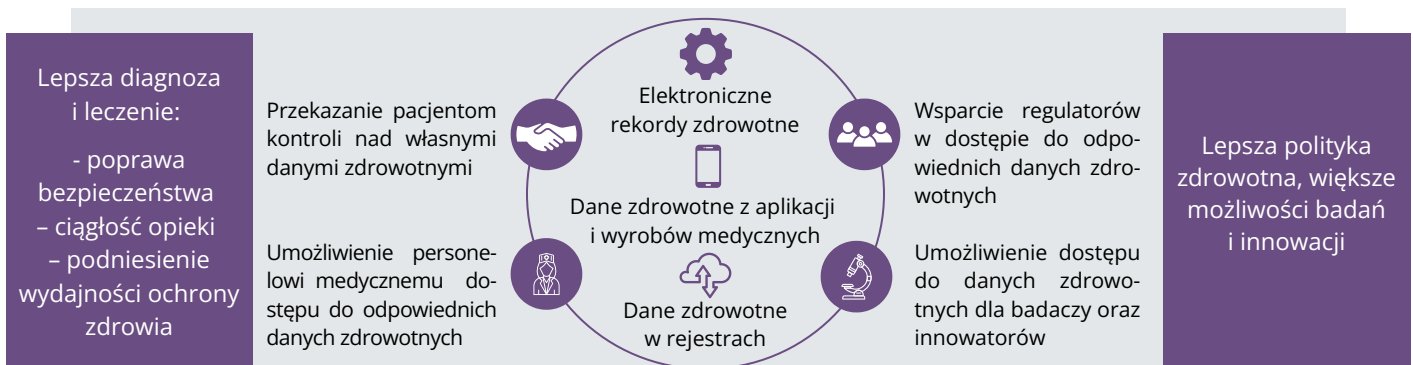 Lepsza diagnoza
i leczenie:
- poprawa
bezpieczeństwa
– ciągłość opieki
– podniesienie
wydajności ochrony
zdrowia
Przekazanie pacjentom
kontroli nad własnymi
danymi zdrowotnymi
Umożliwienie persone-
lowi medycznemu do-
stępu do odpowiednich
danych zdrowotnych
Elektroniczne
rekordy zdrowotne
Dane zdrowotne z aplikacji
i wyrobów medycznych
Dane zdrowotne
w rejestrach
Wsparcie regulatorów
w dostępie do odpo-
wiednich danych zdro-
wotnych
Umożliwienie dostępu
do danych zdrowo-
tnych dla badaczy oraz
innowatorów
Lepsza polityka
zdrowotna, większe
możliwości badań
i innowacji